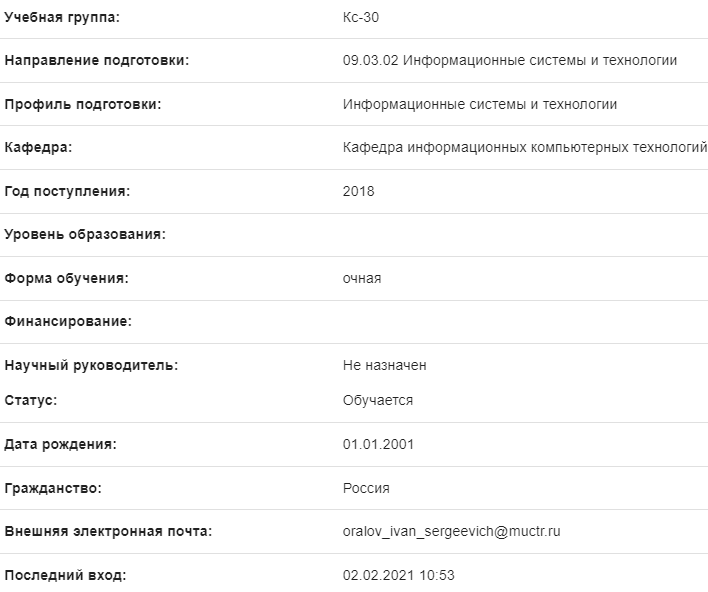 Учебная группа: Кс-30
Направление подготовки: 09.03.02 Информационные системы и технологии
Профиль подготовки: Информационные системы и технологии
Кафедра: Кафедра информационных компьютерных технологий
Год поступления: 2018
Уровень образования:
Форма обучения: очная
Финансирование:
Научный руководитель: Не назначен
Статус: Обучается
Дата рождения: 01.01.2001
Гражданство: Россия
Внешняя электронная почта: oralov_ivan_sergeevich@muctr.ru
Последний вход: 02.02.2021 10:53